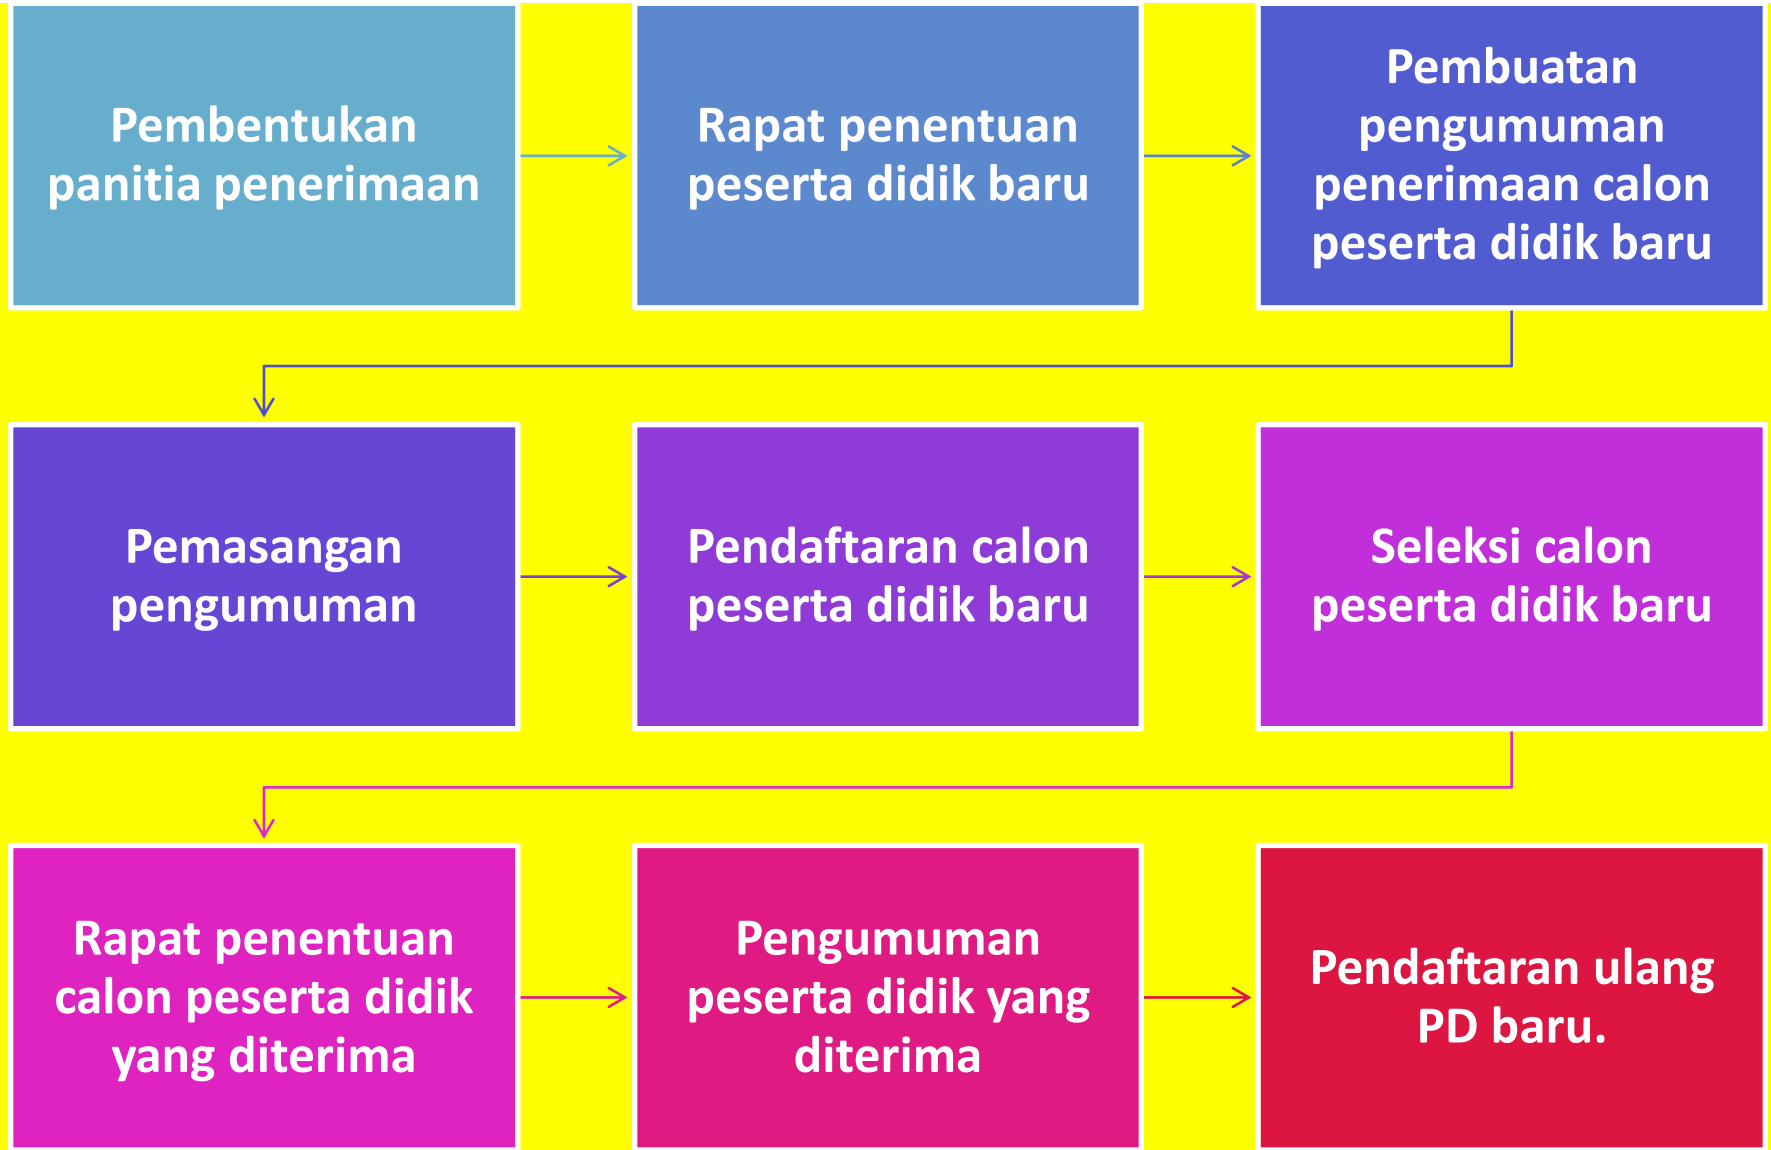 Pembentukan
panitia penerimaan
Rapat penentuan
peserta didik baru
Pembuatan
pengumuman
penerimaan calon
peserta didik baru
Pemasangan
pengumuman
Pendaftaran calon
peserta didik baru
Seleksi calon
peserta didik baru
Rapat penentuan
calon peserta didik
yang diterima
Pengumuman
peserta didik yang
diterima
Pendaftaran ulang
PD baru.